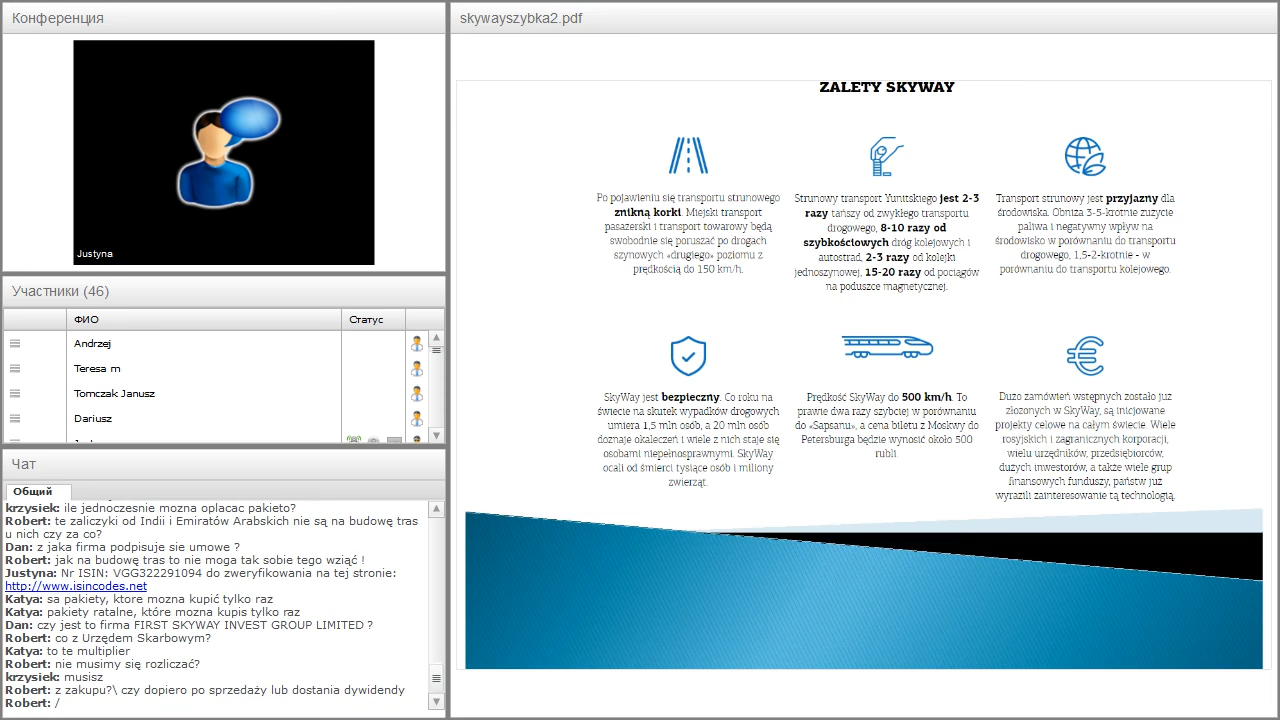 Конференция
Justyna
Участники (46)
ФИО
Статус
Andrzej
Teresa m
Tomczak Janusz
Dariusz
Чат
Общий
krzysiek: ile jednoczesnie mozna opłacac pakieto?
Robert: te zaliczyki od Indii i Emiratów Arabskich nie są na budowę tras
u nich czy za co?
Dan: z jaka firma podpisuje sie umowe ?
Robert: jak na budowę tras to nie moga tak sobie tego wziąć !
Justyna: Nr ISIN: VGG322291094 do zweryfikowania na tej stronie:
http://www.isincodes.net
Katya: sa pakiety, ktore mozna kupić tylko raz
Katya: pakiety ratalne, które mozna kupis tylko raz
Dan: czy jest to firma FIRST SKYWAY INVEST GROUP LIMITED ?
Robert: co z Urzędem Skarbowym?
Katya: to te multiplier
Robert: nie musimy się rozliczać?
krzysiek: musisz
Robert: z zakupu?\ czy dopiero po sprzedaży lub dostania dywidendy
Robert: /
skywayszybka2.pdf
ZALETY SKYWAY
Po pojawieniu się transportu strunowego
znikną korki. Miejski transport
pasażerski i transport towarowy będą
swobodnie się poruszać po drogach
szynowych «drugiego» poziomu z
prędkością do 150 km/h.
Strunowy transport Yunitskiego jest 2-3
razy tańszy od zwykłego transportu
drogowego, 8-10 razy od
szybkościowych dróg kolejowych i
autostrad, 2-3 razy od kolejki
jednoszynowej, 15-20 razy od pociągów
na poduszce magnetycznej.
Transport strunowy jest przyjazny dla
środowiska. Obniża 3-5-krotnie zużycie
paliwa i negatywny wpływ na
środowisko w porównaniu do transportu
drogowego, 1,5-2-krotnie - w
porównaniu do transportu kolejowego.
SkyWay jest bezpieczny. Co roku na
świecie na skutek wypadków drogowych
umiera 1,5 mln osób, a 20 mln osób
doznaje okaleczeń i wiele z nich staje się
osobami niepełnosprawnymi. SkyWay
ocali od śmierci tysiące osób i miliony
zwierząt.
Prędkość SkyWay do 500 km/h. To
prawie dwa razy szybciej w porównaniu
do «Sapsanu», a cena biletu z Moskwy do
Petersburga będzie wynosić około 500
rubli.
Dużo zamówień wstępnych zostało już
złożonych w SkyWay, są inicjowane
projekty celowe na całym świecie. Wiele
rosyjskich i zagranicznych korporacji,
wielu urzędników, przedsiębiorców,
dużych inwestorów, a także wiele grup
finansowych funduszy, państw już
wyrazili zainteresowanie tą technologią.